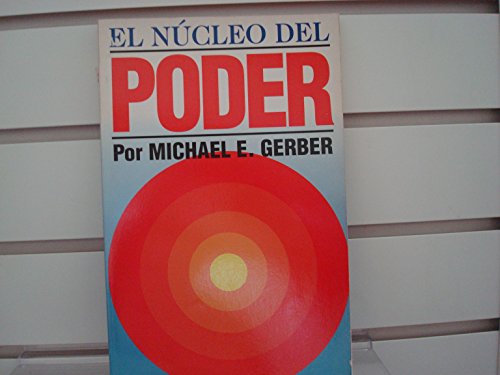 EL NÚCLEO DEL
PODER
Por MICHAEL E. GERBER